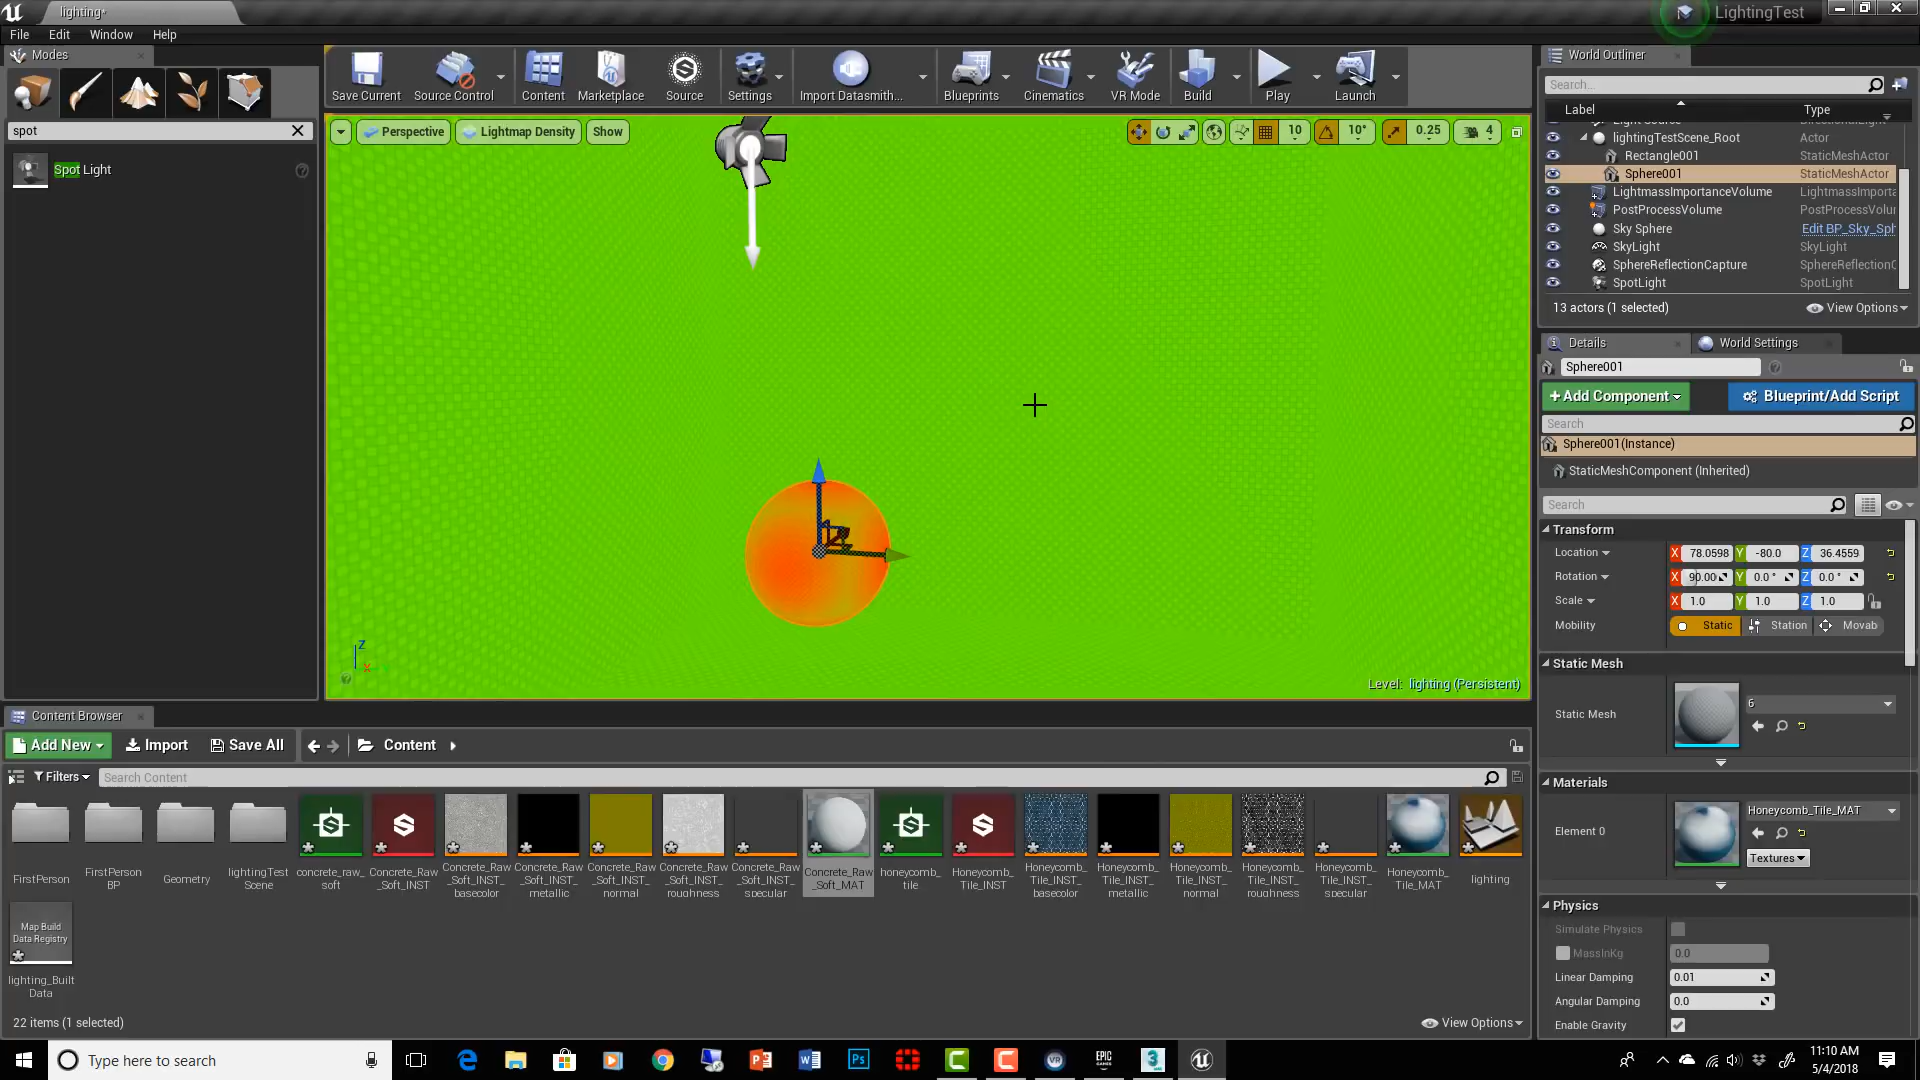 lighting*
LightingTest
File Edit Window Help
Modes
spot
Spot Light
Save Current
Source Control
Content
Marketplace
Source
Settings
Import Datasmith...
Blueprints
Cinematics
VR Mode
Build
Play
Launch
Perspective
Lightmap Density
Show
10
10°
0.25
4
Z
X
Level: lighting (Persistent)
World Outliner
Search...
Label Type
Light Source DirectionalLight
lightingTestScene_Root Actor
Rectangle001 StaticMeshActor
Sphere001 StaticMeshActor
LightmassImportanceVolume LightmassImporta
PostProcessVolume PostProcessVolur
Sky Sphere Edit BP_Sky_Sph
SkyLight SkyLight
SphereReflectionCapture SphereReflectionC
SpotLight SpotLight
13 actors (1 selected) View Options
Details World Settings
Sphere001
+Add Component Blueprint/Add Script
Search
Sphere001(Instance)
StaticMeshComponent (Inherited)
Search
Transform
Location X 78.0598 Y -80.0 Z 36.4559
Rotation X 90.00 Y 0.0 ° Z 0.0 °
Scale X 1.0 Y 1.0 Z 1.0
Mobility Static Station Movab
Static Mesh
Static Mesh 6
Materials
Element 0 Honeycomb_Tile_MAT
Textures
Physics
Simulate Physics
MassInKg 0.0
Linear Damping 0.01
Angular Damping 0.0
Enable Gravity
Content Browser
Add New Import Save All Content
Filters Search Content
FirstPerson
FirstPerson
BP
Geometry
lightingTest
Scene
concrete_raw_
soft
Concrete_Raw
_Soft_INST
Concrete_Raw
_Soft_INST_
basecolor
Concrete_Raw
_Soft_INST_
metallic
Concrete_Raw
_Soft_INST_
normal
Concrete_Raw
_Soft_INST_
roughness
Concrete_Raw
_Soft_INST_
specular
Concrete_Raw
_Soft_MAT
honeycomb_
tile
Honeycomb_
Tile_INST
Honeycomb_
Tile_INST_
basecolor
Honeycomb_
Tile_INST_
metallic
Honeycomb_
Tile_INST_
normal
Honeycomb_
Tile_INST_
roughness
Honeycomb_
Tile_INST_
specular
Honeycomb_
Tile_MAT
lighting
Map Build
Data Registry
lighting_Built
Data
22 items (1 selected)
View Options
Type here to search
EPIC
GAMES
11:10 AM
5/4/2018